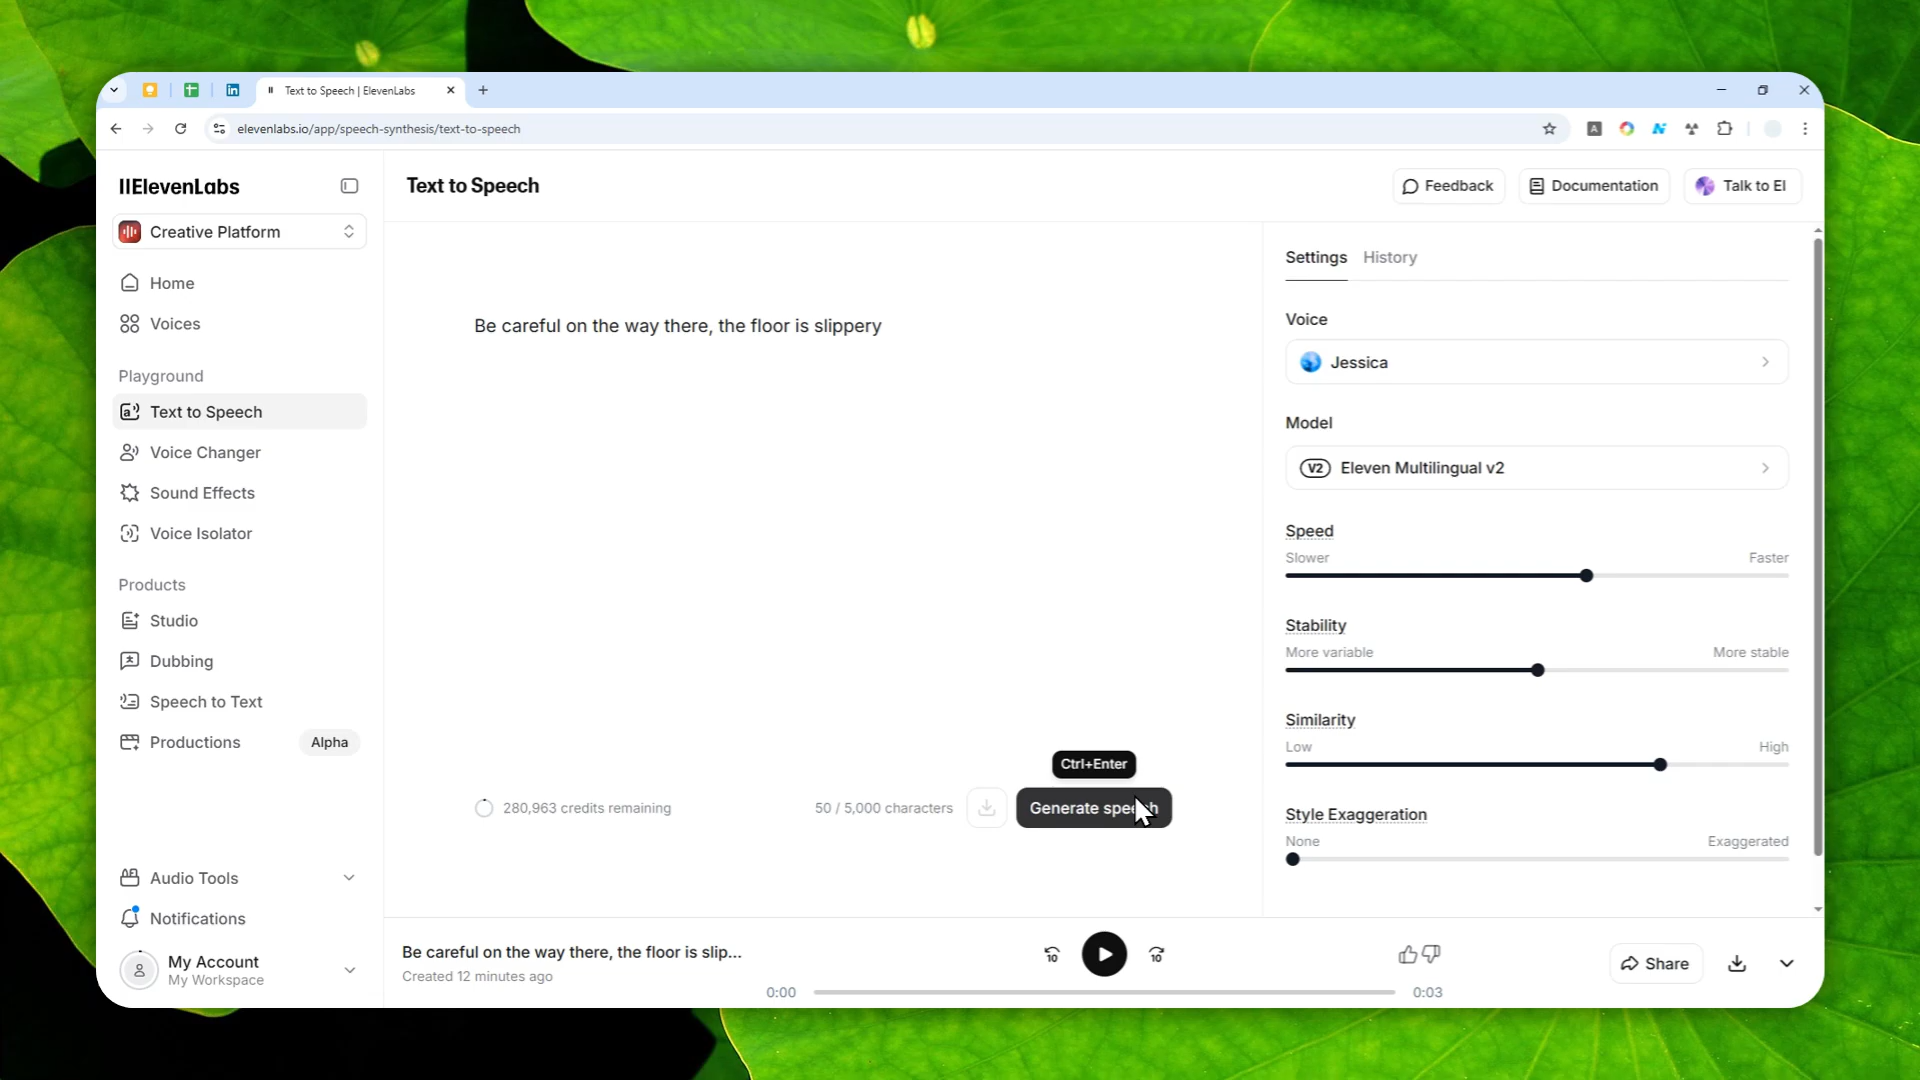 Text to Speech | ElevenLabs
elevenlabs.io/app/speech-synthesis/text-to-speech
IIElevenLabs
Creative Platform
Home
Voices
Playground
Text to Speech
Voice Changer
Sound Effects
Voice Isolator
Products
Studio
Dubbing
Speech to Text
Productions Alpha
Audio Tools
Notifications
My Account
My Workspace
Text to Speech
Feedback
Documentation
Talk to El
Be careful on the way there, the floor is slippery
Ctrl+Enter
280,963 credits remaining
50 / 5,000 characters
Generate speech
Settings History
Voice
Jessica
Model
V2 Eleven Multilingual v2
Speed
Slower Faster
Stability
More variable More stable
Similarity
Low High
Style Exaggeration
None Exaggerated
Be careful on the way there, the floor is slip...
Created 12 minutes ago
10 10
0:00 0:03
Share